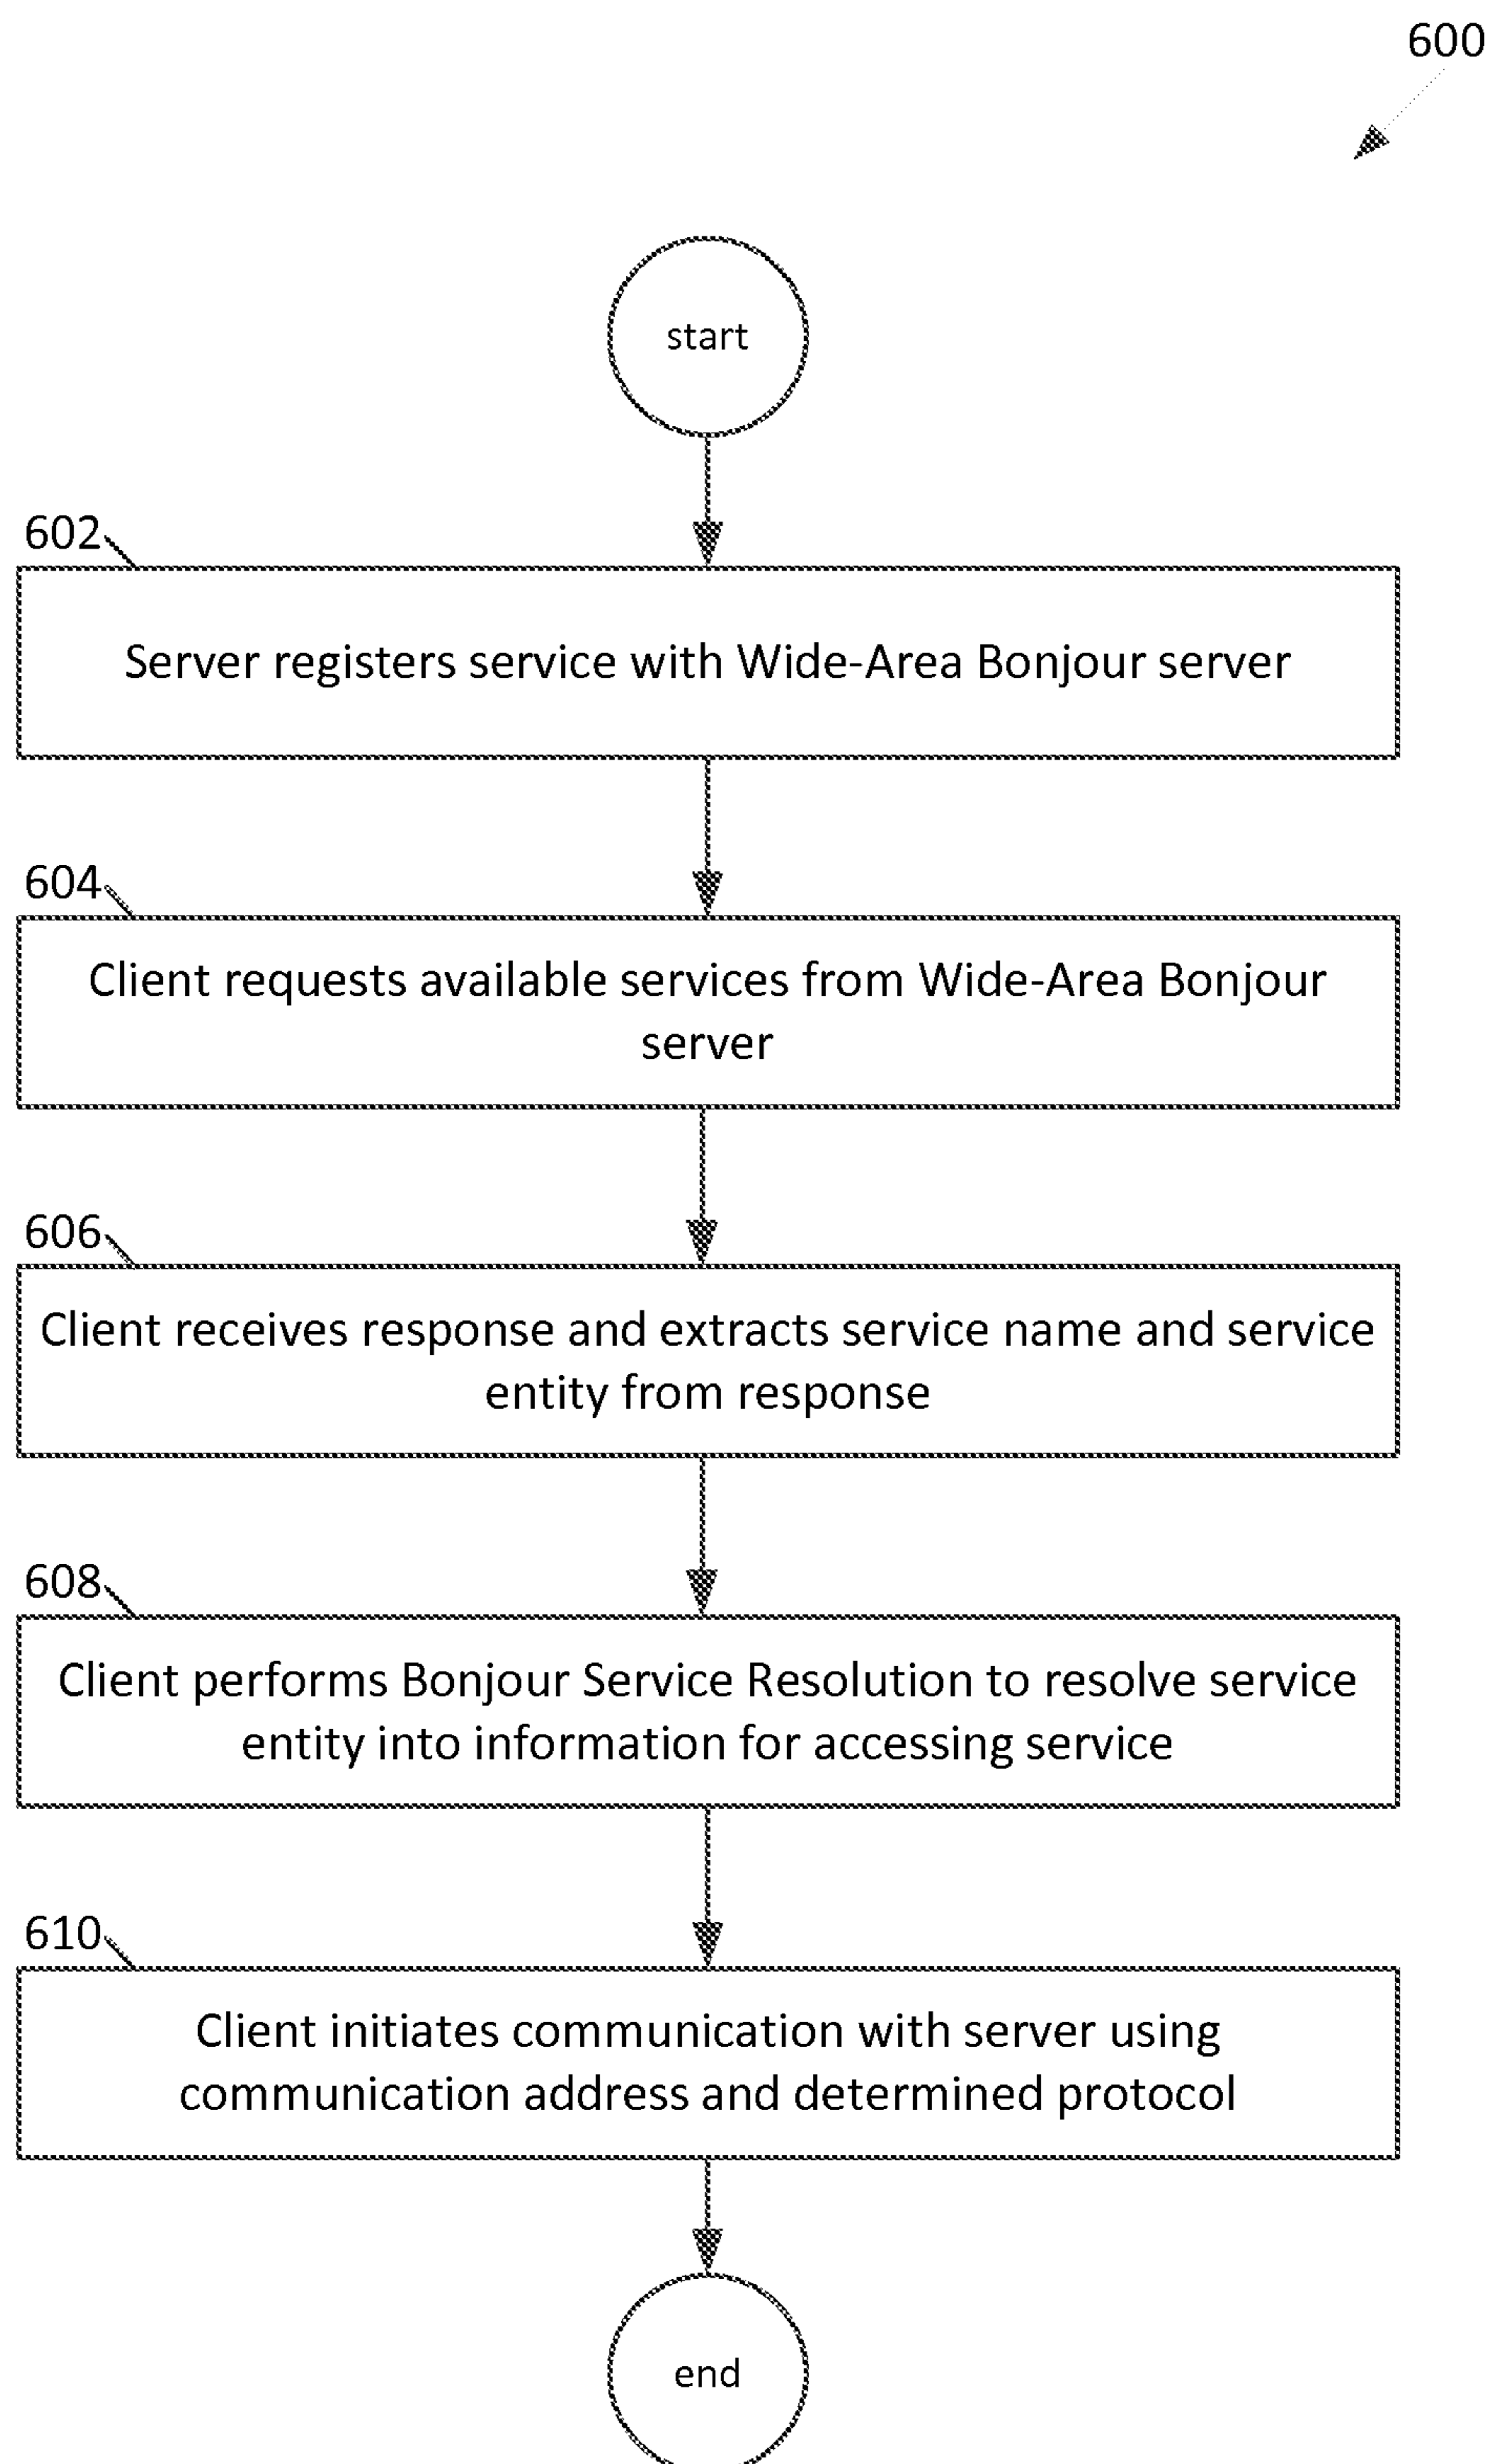 600
start
602
Server registers service with Wide-Area Bonjour server
604
Client requests available services from Wide-Area Bonjour
server
606
Client receives response and extracts service name and service
entity from response
608
Client performs Bonjour Service Resolution to resolve service
entity into information for accessing service
610
Client initiates communication with server using
communication address and determined protocol
end